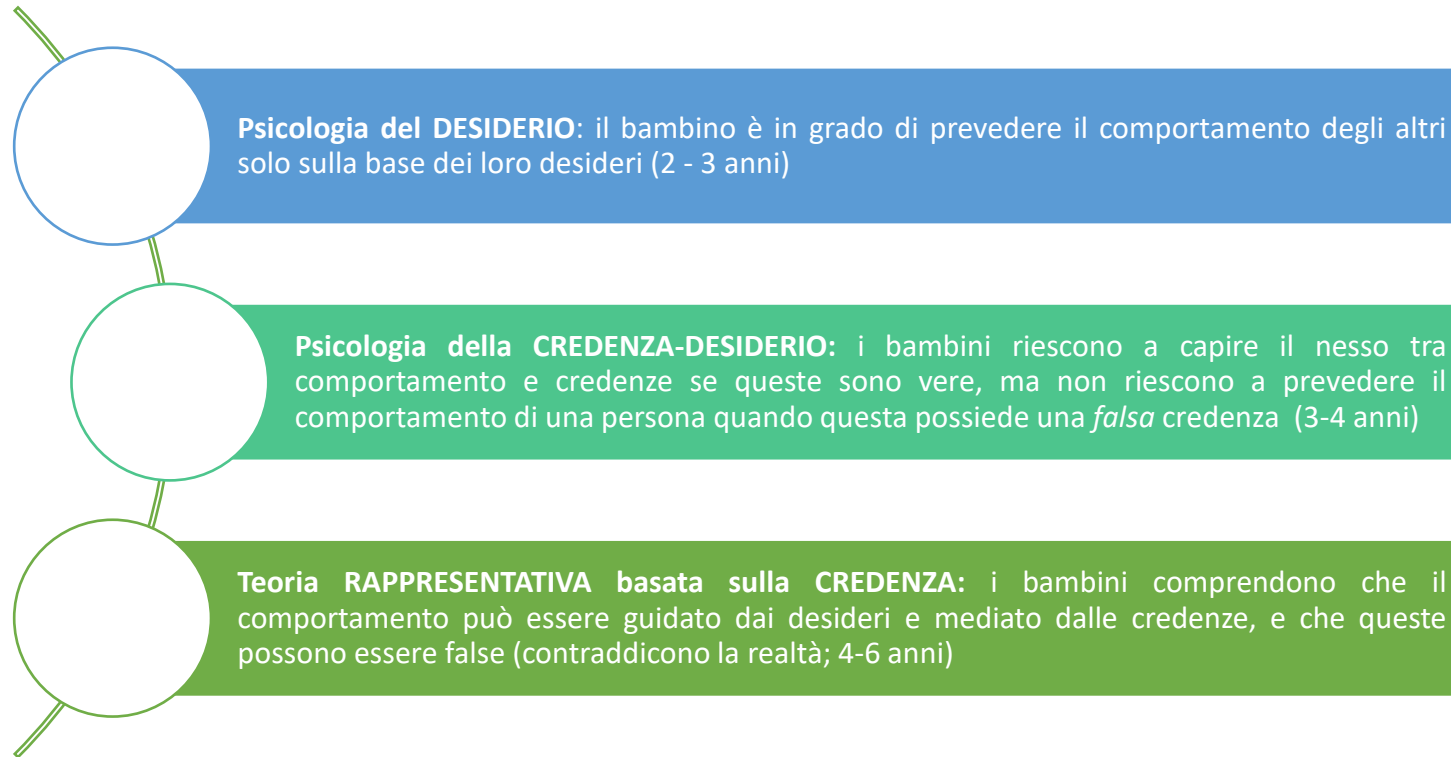 Psicologia del DESIDERIO: il bambino è in grado di prevedere il comportamento degli altri
solo sulla base dei loro desideri (2 - 3 anni)
Psicologia della CREDENZA-DESIDERIO: i bambini riescono a capire il nesso tra
comportamento e credenze se queste sono vere, ma non riescono a prevedere il
comportamento di una persona quando questa possiede una falsa credenza (3-4 anni)
Teoria RAPPRESENTATIVA basata sulla CREDENZA: i bambini comprendono che il
comportamento può essere guidato dai desideri e mediato dalle credenze, e che queste
possono essere false (contraddicono la realtà; 4-6 anni)